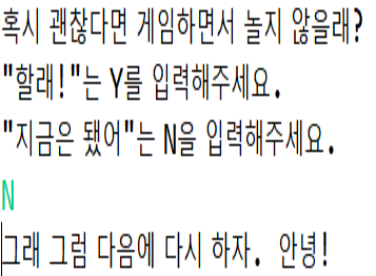 혹시 괜찮다면 게임하면서 놀지 않을래?
"할래!"는 Y를 입력해주세요.
"지금은 됐어"는 N을 입력해주세요.
N
그래 그럼 다음에 다시 하자. 안녕!